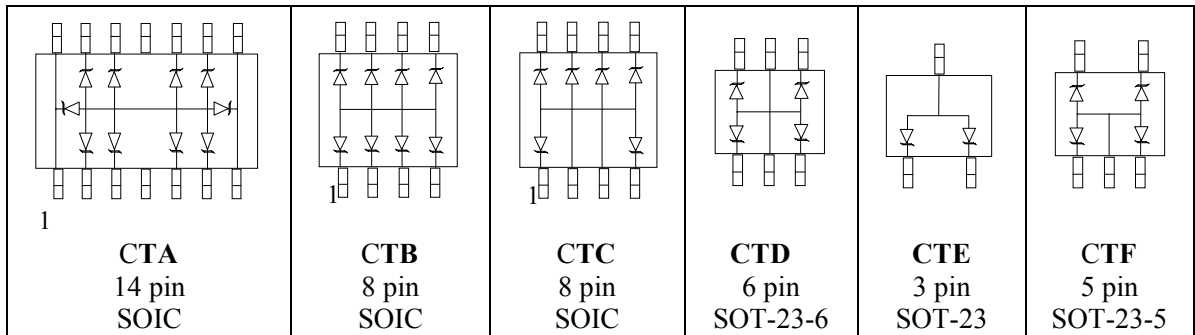 1
1
1
CTA
14 pin
SOIC
CTB
8 pin
SOIC
CTC
8 pin
SOIC
CTD
6 pin
SOT-23-6
CTE
3 pin
SOT-23
CTF
5 pin
SOT-23-5